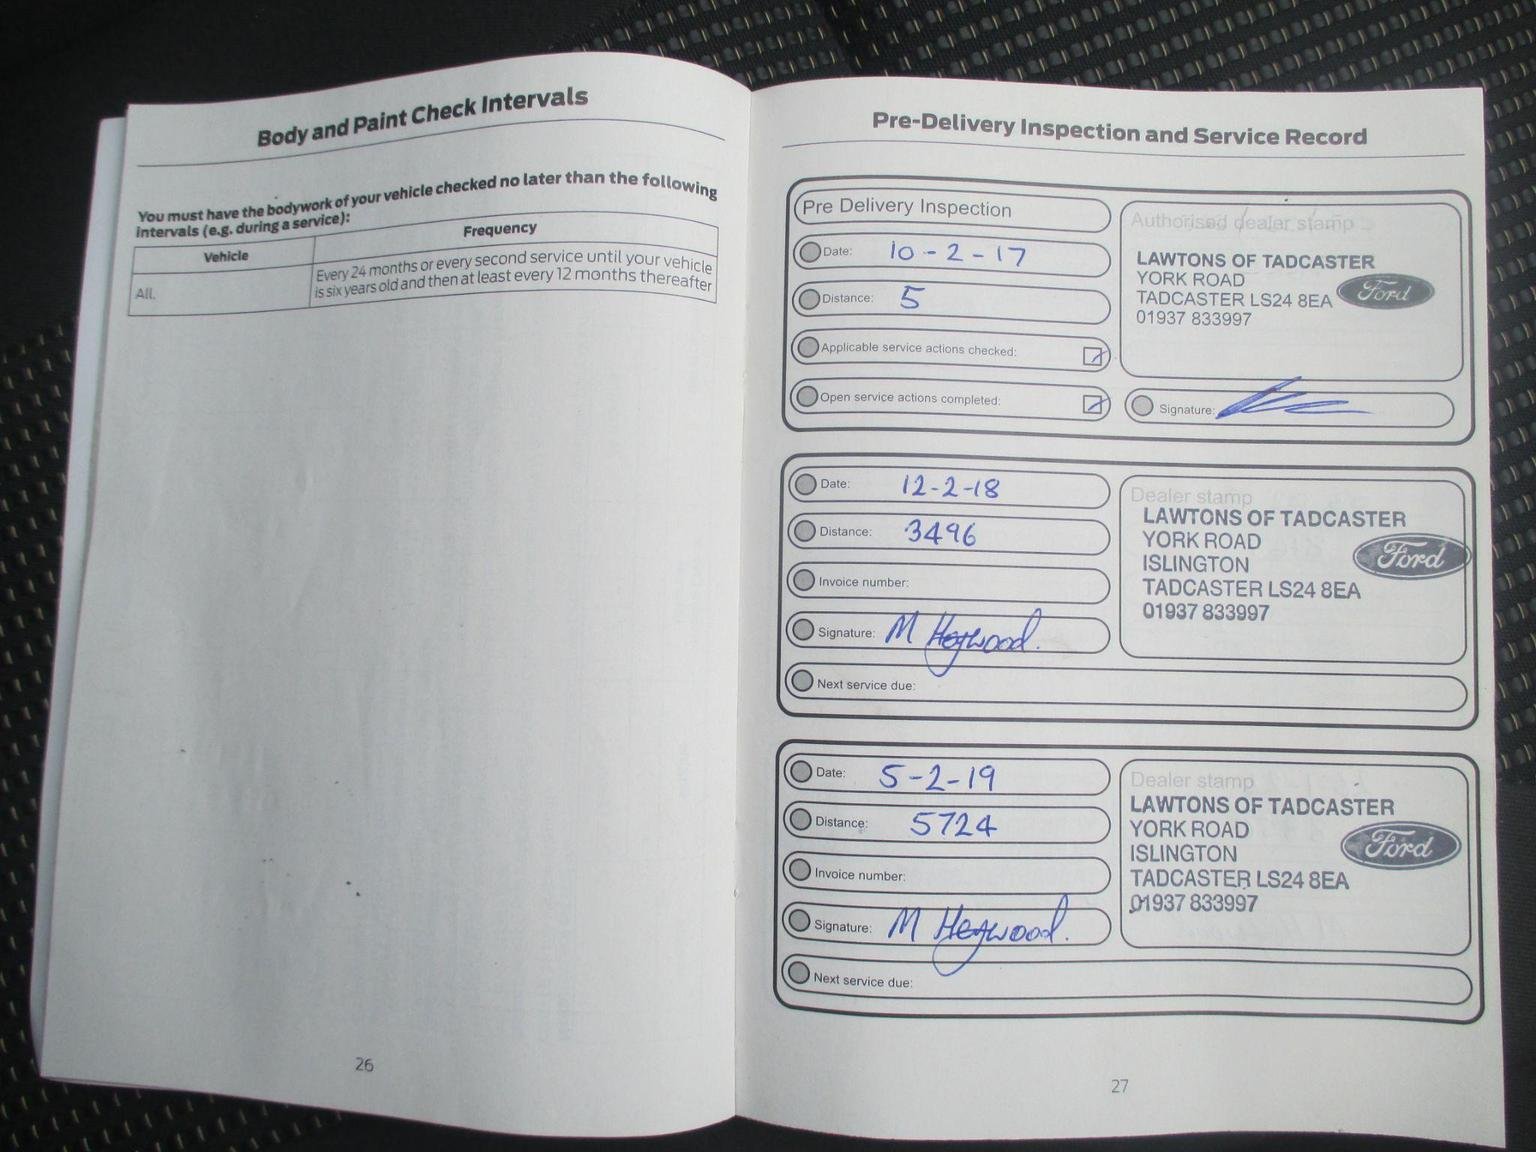 Body and Paint Check Intervals
You must have the bodywork of your vehicle checked no later than the following
intervals (e.g. during a service):
Vehicle
Frequency
All.
Every 24 months or every second service until your vehicle
is six years old and then at least every 12 months thereafter
26
Pre-Delivery Inspection and Service Record
Pre Delivery Inspection
Date: 10-2-17
Distance: 5
Applicable service actions checked:
Open service actions completed:
Authorised dealer stamp
LAWTONS OF TADCASTER
YORK ROAD
TADCASTER LS24 8EA
01937 833997
Ford
Signature:
Date: 12-2-18
Distance: 3496
Invoice number:
Signature: M Heywood.
Next service due:
Dealer stamp
LAWTONS OF TADCASTER
YORK ROAD
ISLINGTON
TADCASTER LS24 8EA
01937 833997
Ford
Date: 5-2-19
Distance: 5724
Invoice number:
Signature: M Heywood.
Next service due:
Dealer stamp
LAWTONS OF TADCASTER
YORK ROAD
ISLINGTON
TADCASTER LS24 8EA
01937 833997
Ford
27